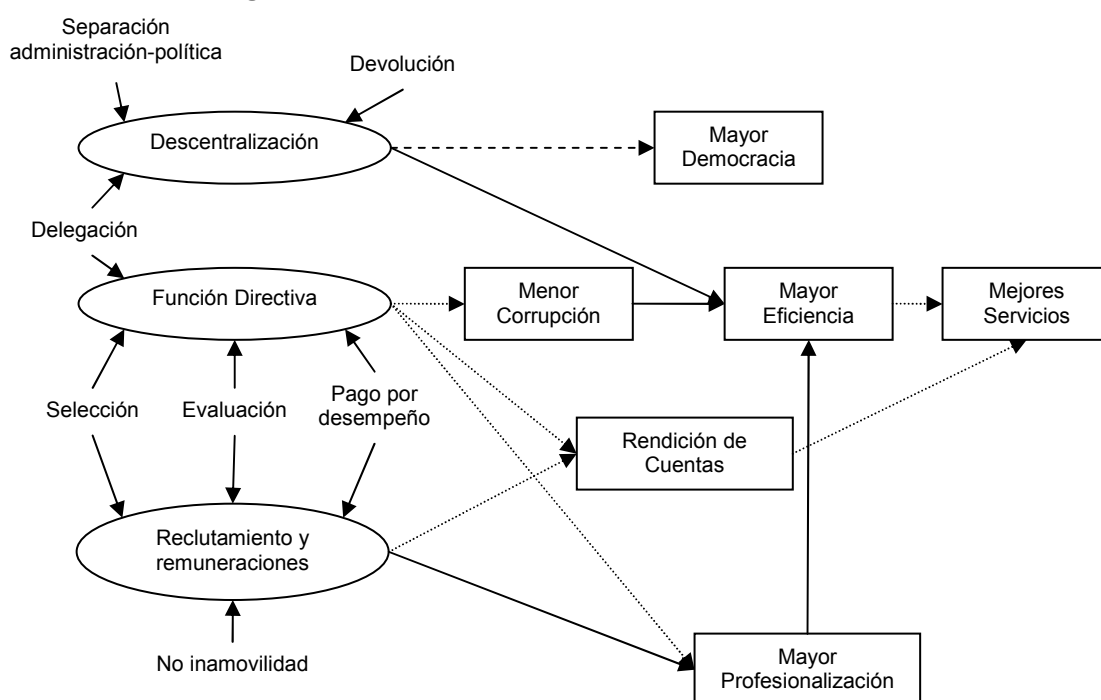 Separación
administración-política
Devolución
Descentralización
Mayor
Democracia
Delegación
Función Directiva
Menor
Corrupción
Mayor
Eficiencia
Mejores
Servicios
Selección
Evaluación
Pago por
desempeño
Rendición de
Cuentas
Reclutamiento y
remuneraciones
No inamovilidad
Mayor
Profesionalización